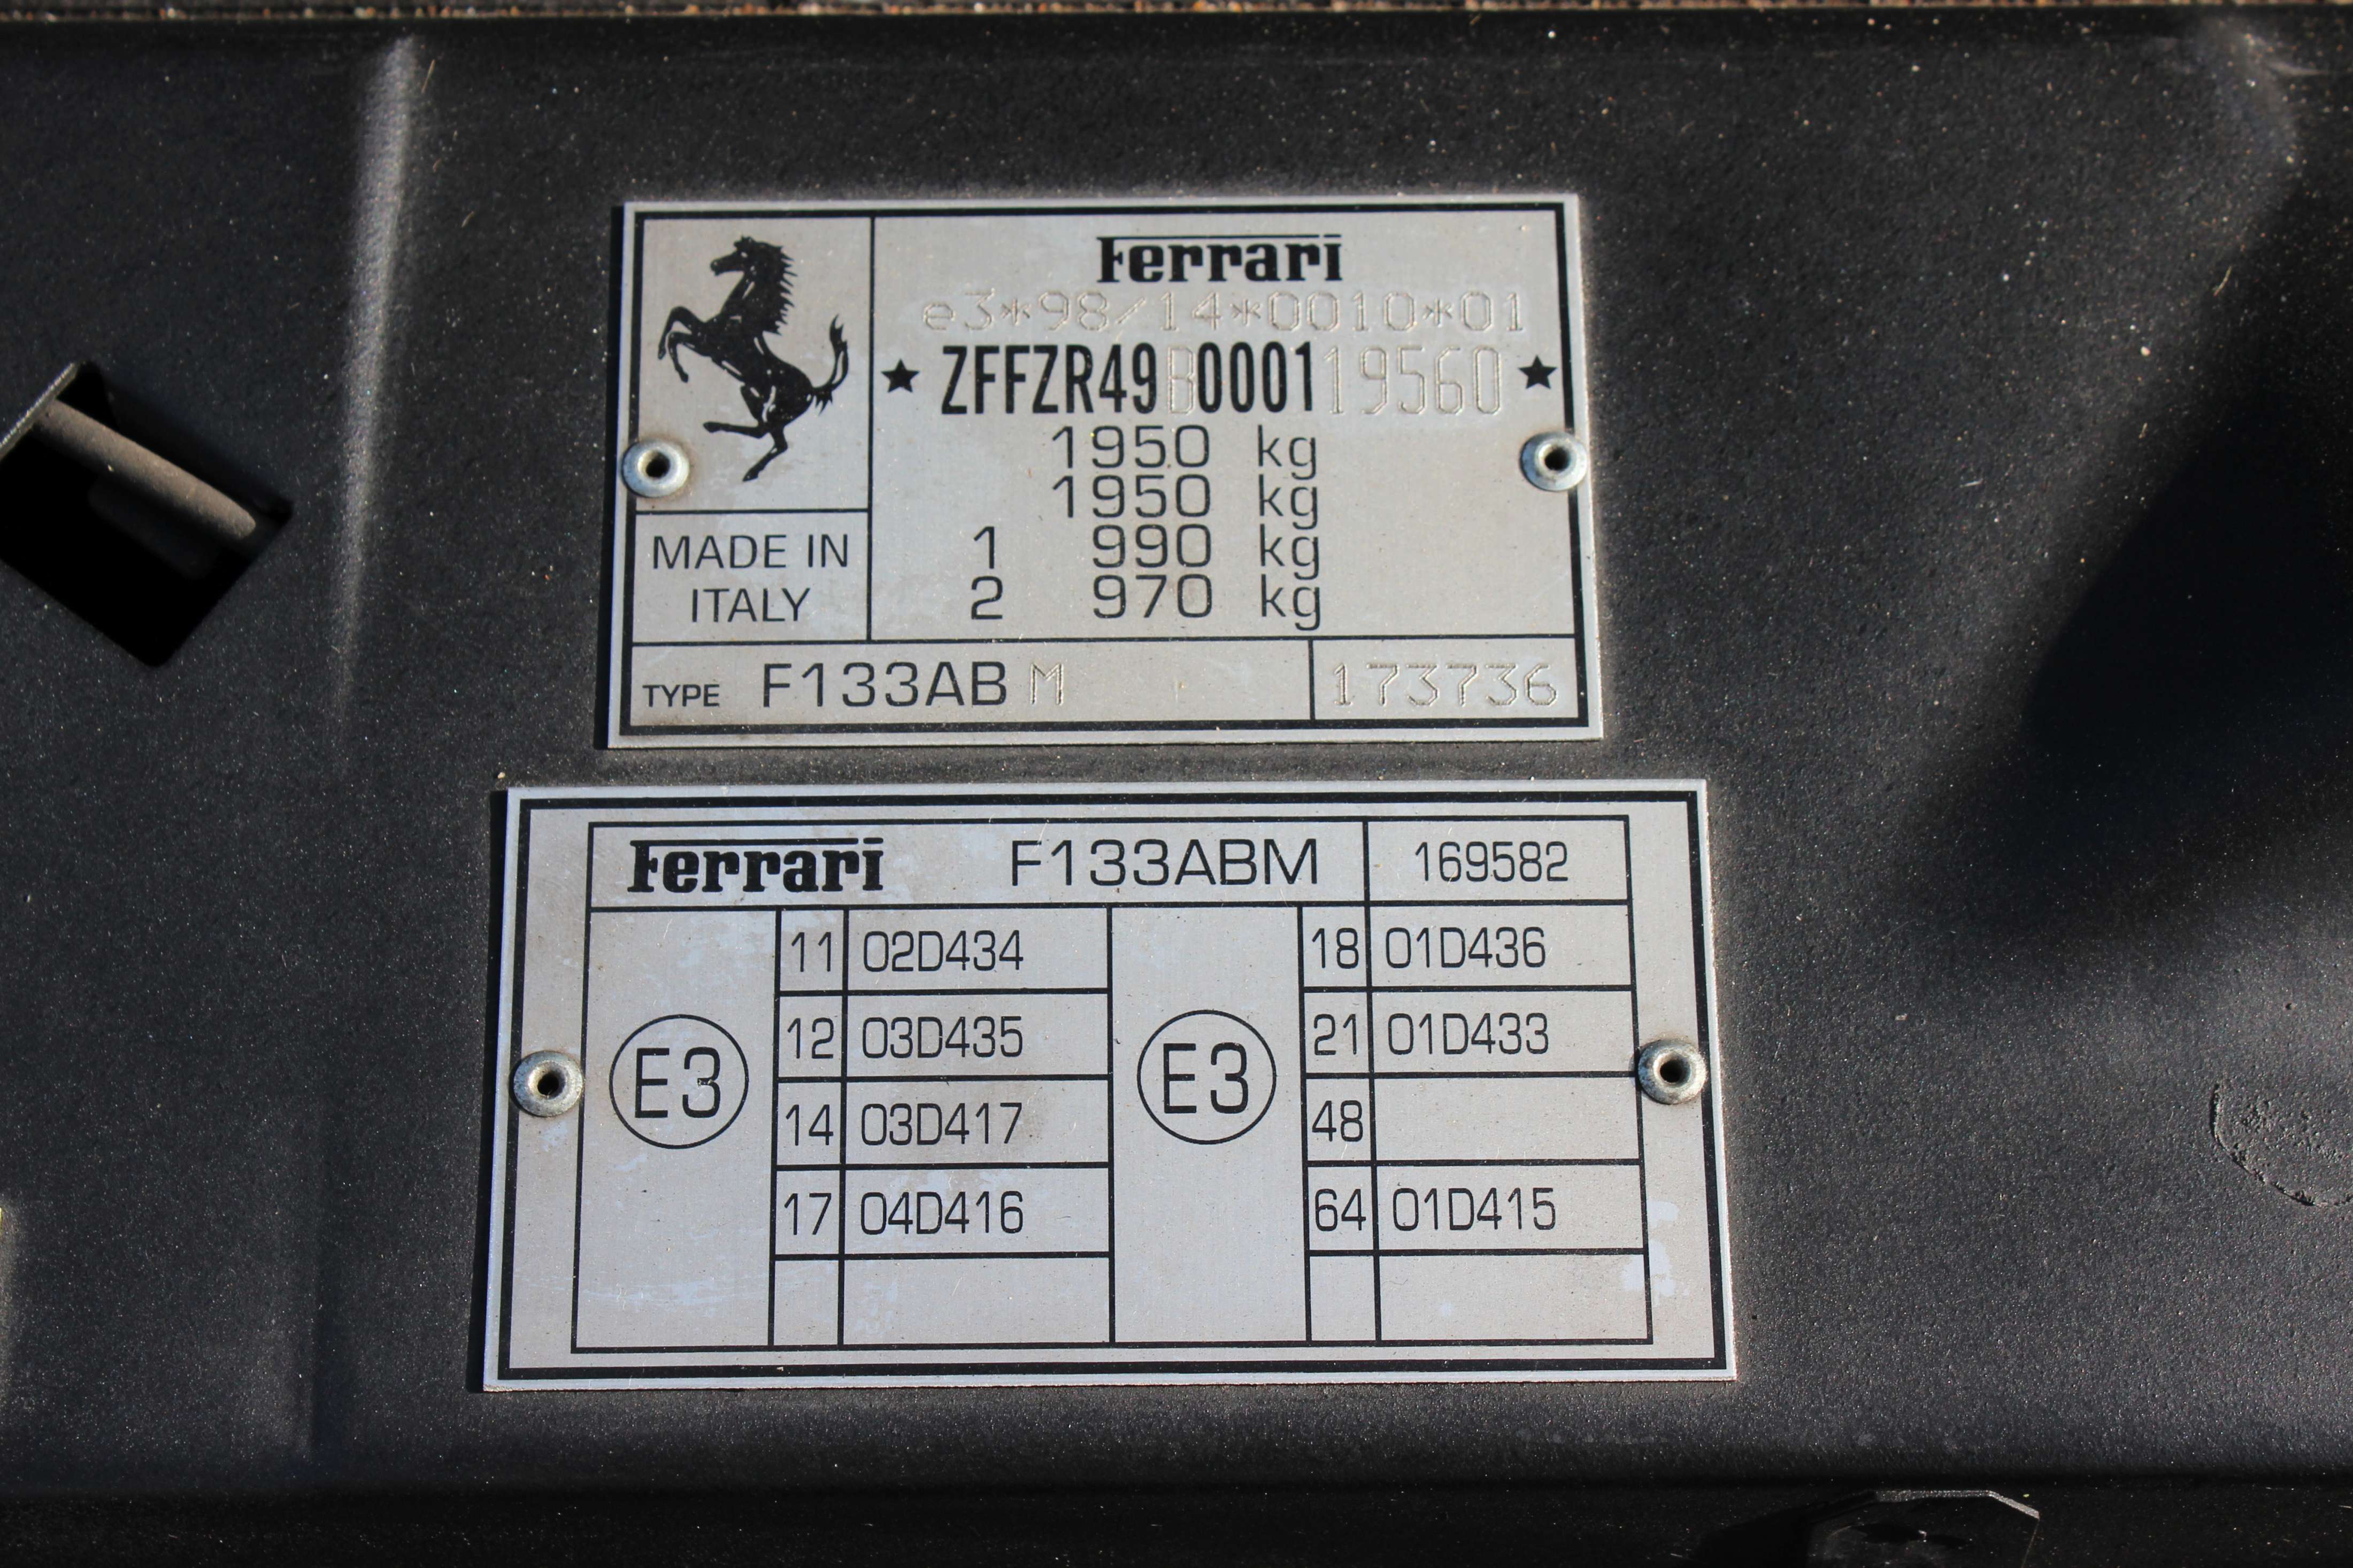 Ferrari
e3*98/14*0010*01
★ ZFFZR49B000119560 ★
1950 kg
1950 kg
1 990 kg
2 970 kg
MADE IN
ITALY
TYPE F133AB M 173736
Ferrari F133ABM 169582
E3
11 02D434
12 03D435
14 03D417
17 04D416
E3
18 01D436
21 01D433
48
64 01D415